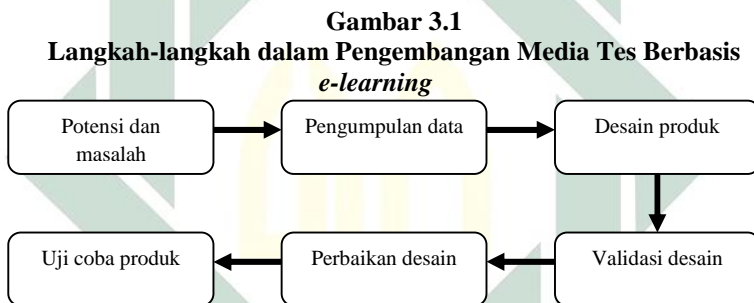 Gambar 3.1
Langkah-langkah dalam Pengembangan Media Tes Berbasis
e-learning
Potensi dan
masalah
Pengumpulan data
Desain produk
Validasi desain
Perbaikan desain
Uji coba produk